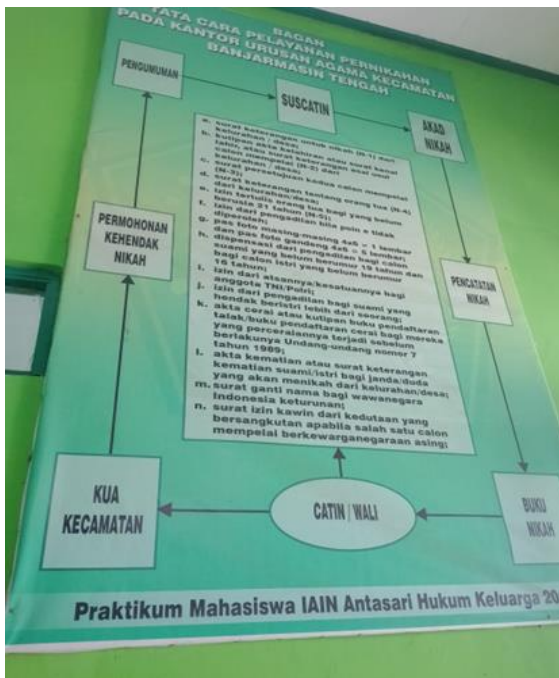 BAGAN
TATA CARA PELAYANAN PERNIKAHAN
PADA KANTOR URUSAN AGAMA KECAMATAN
BANJARMASIN TENGAH
PENGUMUMAN
SUSCATIN
AKAD
NIKAH
PERMOHONAN
KEHENDAK
NIKAH
PENCATATAN
NIKAH
a. surat keterangan untuk nikah (N-1) dari
kelurahan / desa;
b. kutipan akta kelahiran atau surat kenal
lahir, atau surat keterangan asal usul
calon mempelai (N-2) dari
kelurahan / desa;
c. surat persetujuan kedua calon mempelai
(N-3);
d. surat keterangan tentang orang tua (N-4)
dari kelurahan/desa;
e. izin tertulis orang tua bagi yang belum
berusia 21 tahun (N-5);
f. izin dari pengadilan bila poin e tidak
diperoleh;
g. pas foto masing-masing 4x6 = 1 lembar
dan pas foto gandeng 4x6 = 5 lembar;
h. dispensasi dari pengadilan bagi calon
suami yang belum berumur 19 tahun dan
bagi calon istri yang belum berumur
16 tahun;
i. izin dari atsannya/kesatuannya bagi
anggota TNI/Polri;
j. izin dari pengadilan bagi suami yang
hendak beristri lebih dari seorang;
k. akta cerai atau kutipan buku pendaftaran
talak/buku pendaftaran cerai bagi mereka
yang perceraiannya terjadi sebelum
berlakunya Undang-undang nomor 7
tahun 1989;
l. akta kematian atau surat keterangan
kematian suami/istri bagi janda/duda
yang akan menikah dari kelurahan/desa;
m. surat ganti nama bagi wawanegara
Indonesia keturunan;
n. surat izin kawin dari kedutaan yang
bersangkutan apabila salah satu calon
mempelai berkewarganegaraan asing;
KUA
KECAMATAN
CATIN / WALI
BUKU
NIKAH
Praktikum Mahasiswa IAIN Antasari Hukum Keluarga 20